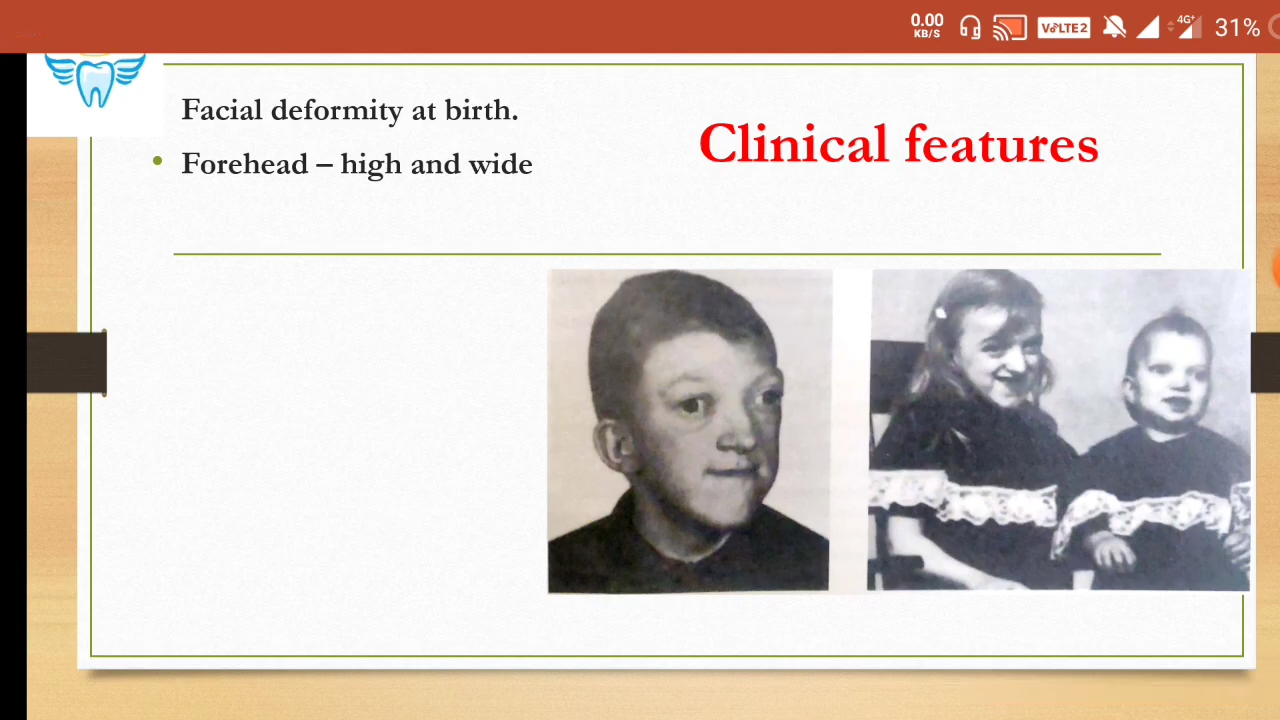 0.00
KB/S
VoLTE2
4G+
31%
Facial deformity at birth.
• Forehead – high and wide
Clinical features